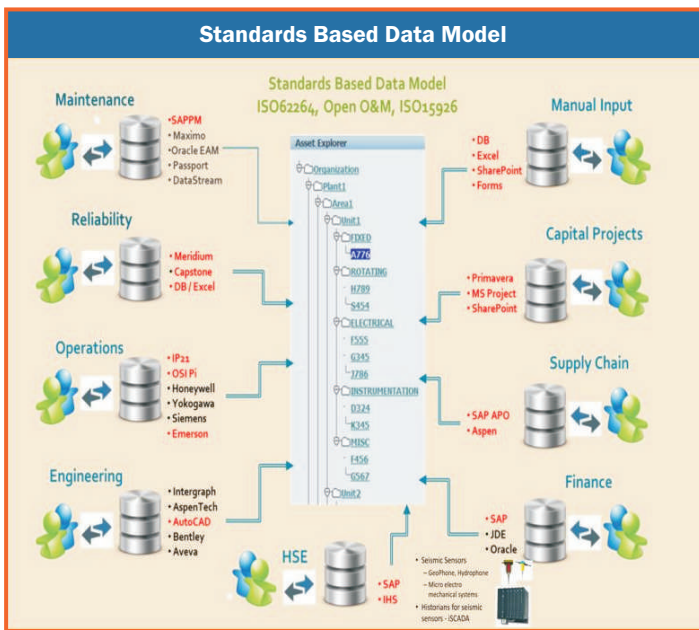 Standards Based Data Model
Standards Based Data Model
ISO62264, Open O&M, ISO15926
Maintenance
•SAPPM
• Maximo
•Oracle EAM
• Passport
•DataStream
Reliability
• Meridium
• Capstone
• DB / Excel
Operations
• IP21
• OSI Pi
• Honeywell
• Yokogawa
• Siemens
• Emerson
Engineering
• Intergraph
• AspenTech
• AutoCAD
• Bentley
• Aveva
Asset Explorer
Organization
Plant1
Area1
Unit1
FIXED
A776
ROTATING
H789
S454
ELECTRICAL
F555
G345
J786
INSTRUMENTATION
D324
K345
MISC
F456
G567
Unit2
Manual Input
• DB
• Excel
• SharePoint
• Forms
Capital Projects
• Primavera
• MS Project
• SharePoint
Supply Chain
• SAP APO
• Aspen
Finance
• SAP
• JDE
• Oracle
HSE
• SAP
• IHS
• Seismic Sensors
– GeoPhone, Hydrophone
– Micro electro
mechanical systems
• Historians for seismic
sensors - iSCADA